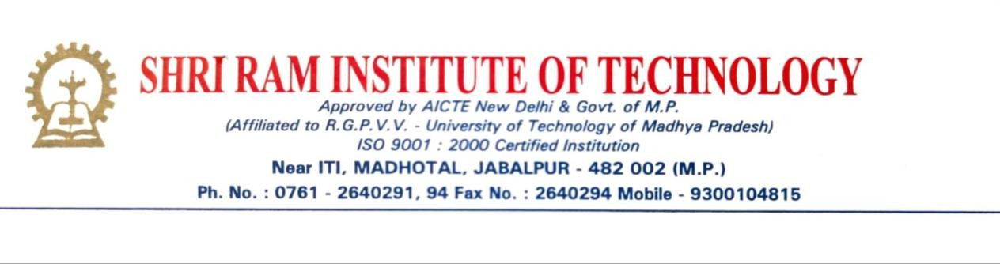 SHRI RAM INSTITUTE OF TECHNOLOGY
Approved by AICTE New Delhi & Govt. of M.P.
(Affiliated to R.G.P.V.V. - University of Technology of Madhya Pradesh)
ISO 9001 : 2000 Certified Institution
Near ITI, MADHOTAL, JABALPUR - 482 002 (M.P.)
Ph. No. : 0761 - 2640291, 94 Fax No. : 2640294 Mobile - 9300104815